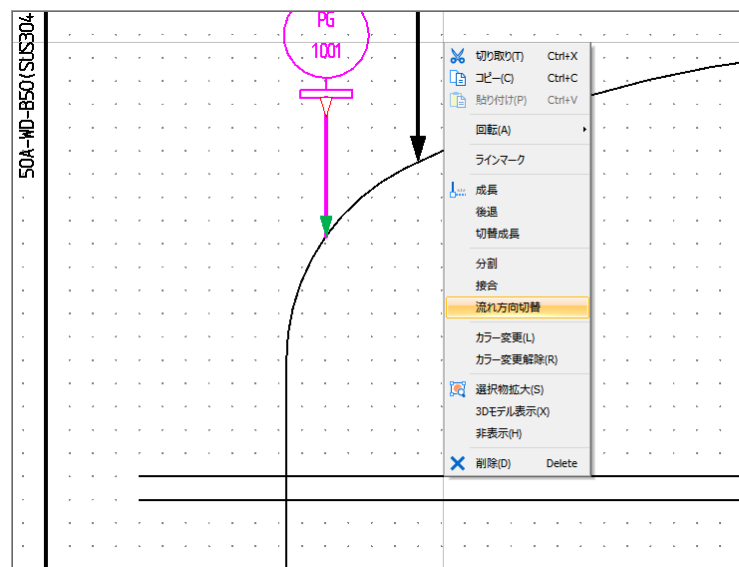 50A-WD-B50(SUS304
PG
1001
切り取り(T) Ctrl+X
コピー(C) Ctrl+C
貼り付け(P) Ctrl+V
回転(A)
ラインマーク
成長
後退
切替成長
分割
接合
流れ方向切替
カラー変更(L)
カラー変更解除(R)
選択物拡大(S)
3Dモデル表示(X)
非表示(H)
削除(D) Delete